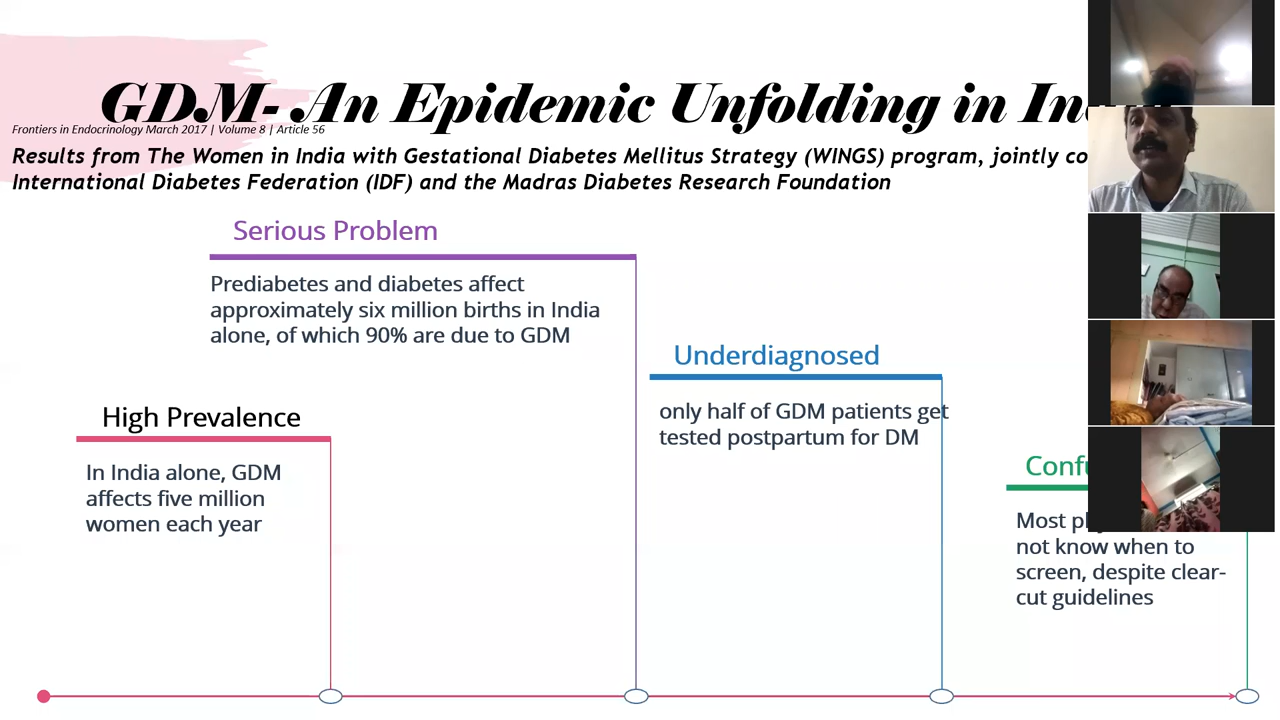 GDM- An Epidemic Unfolding in
Frontiers in Endocrinology March 2017 | Volume 8 | Article 56
Results from The Women in India with Gestational Diabetes Mellitus Strategy (WINGS) program, jointly
International Diabetes Federation (IDF) and the Madras Diabetes Research Foundation
Serious Problem
Prediabetes and diabetes affect
approximately six million births in India
alone, of which 90% are due to GDM
Underdiagnosed
only half of GDM patients get
tested postpartum for DM
High Prevalence
In India alone, GDM
affects five million
women each year
Most
not know when to
screen, despite clear-
cut guidelines